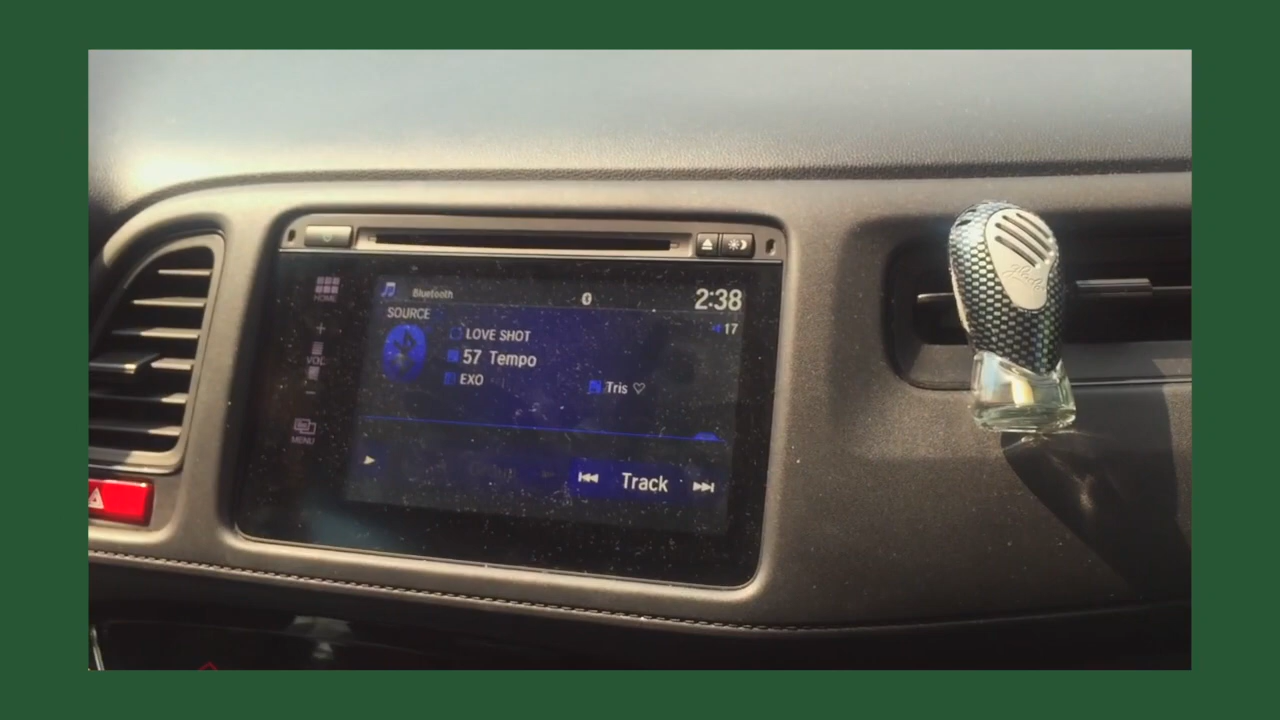 HOME
VOL
MENU
Bluetooth
2:38
SOURCE
17
LOVE SHOT
57 Tempo
EXO
Tris ♡
Track